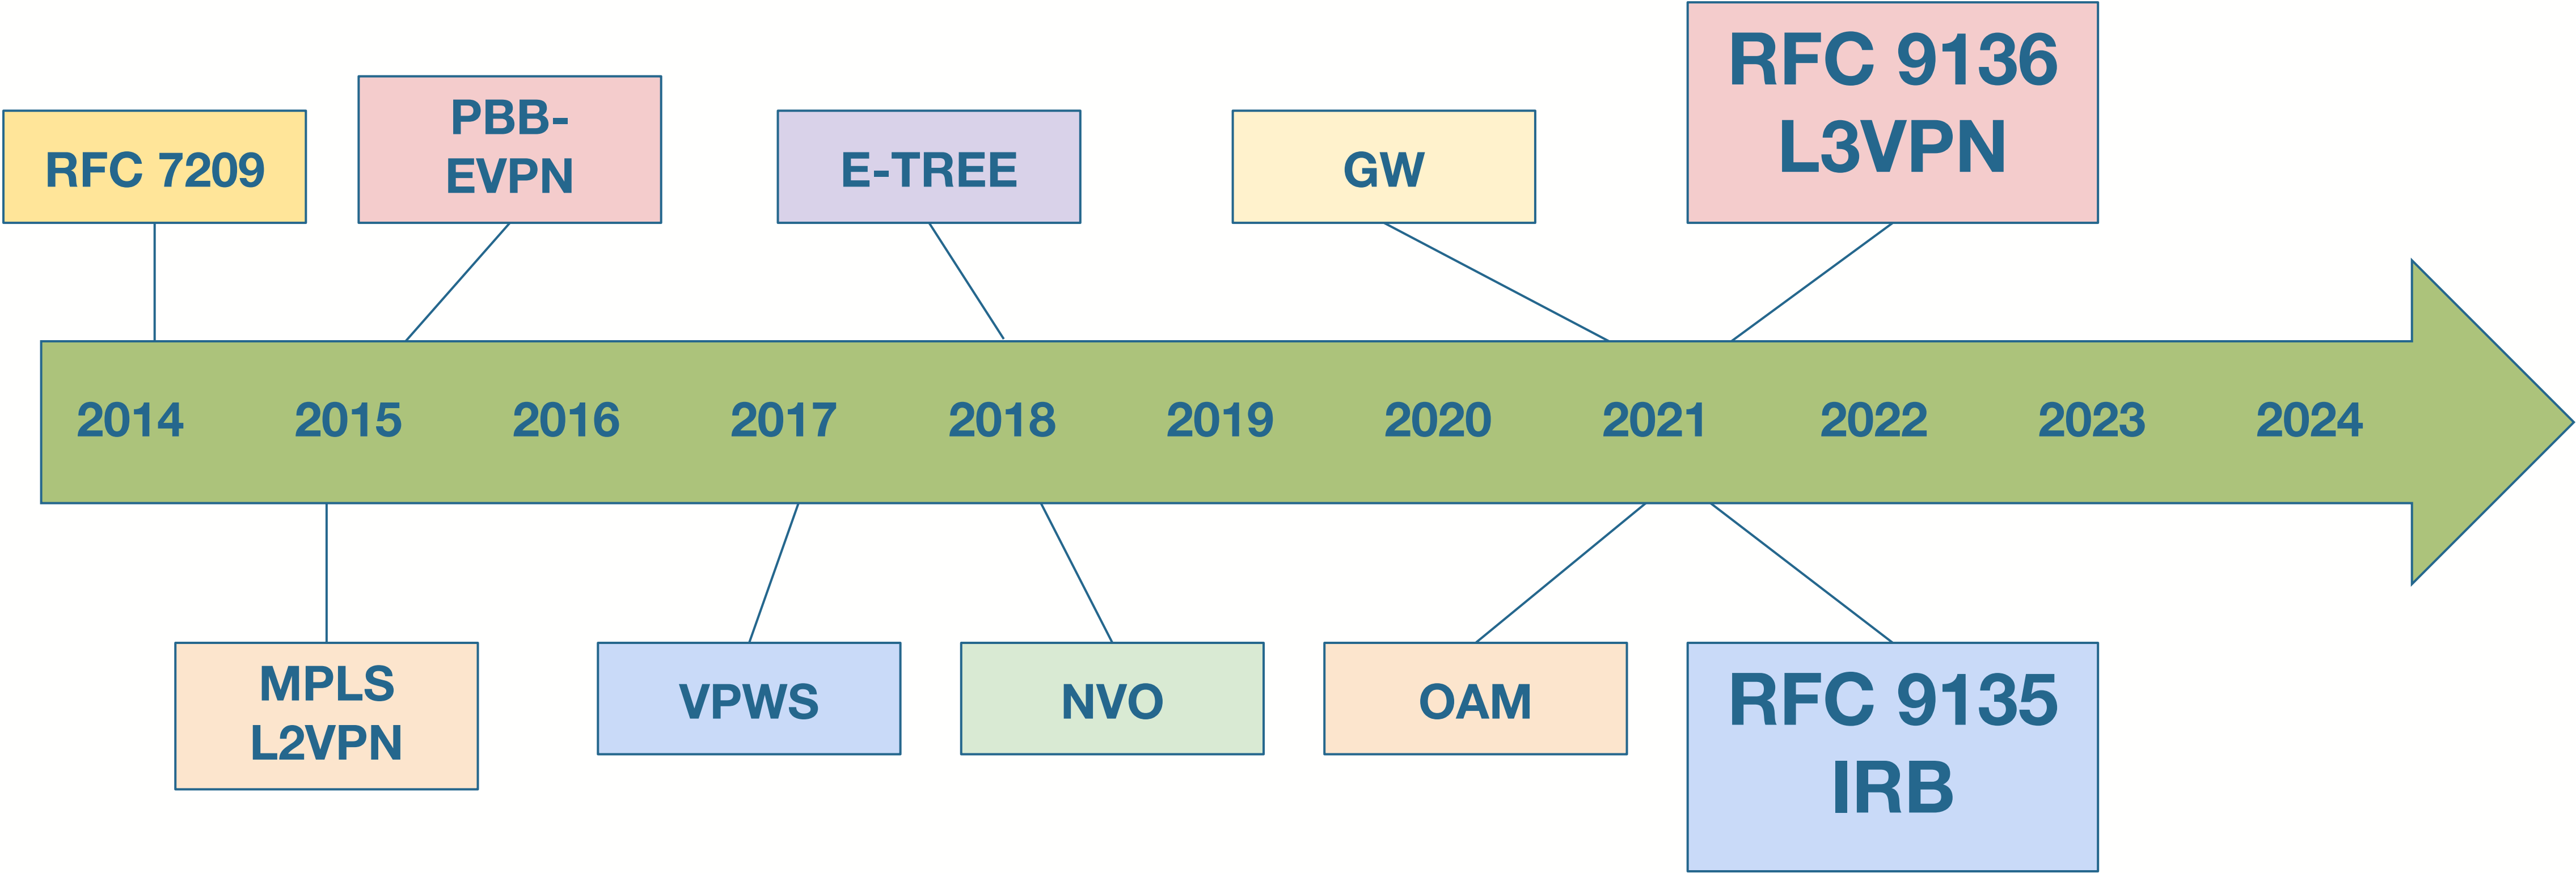 RFC 9136
L3VPN
PBB-
EVPN
RFC 7209
E-TREE
GW
2014 2015 2016 2017 2018 2019 2020 2021 2022 2023 2024
MPLS
L2VPN
VPWS
NVO
OAM
RFC 9135
IRB